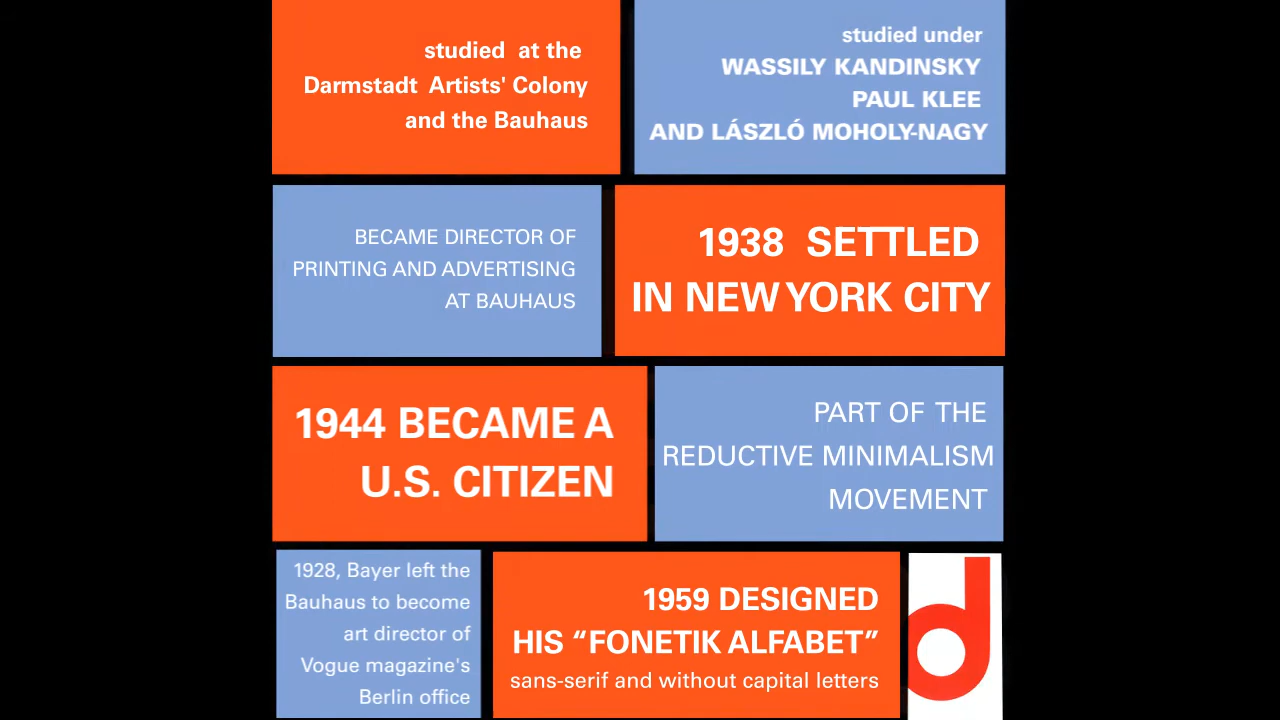 studied at the
Darmstadt Artists' Colony
and the Bauhaus
studied under
WASSILY KANDINSKY
PAUL KLEE
AND LÁSZLÓ MOHOLY-NAGY
BECAME DIRECTOR OF
PRINTING AND ADVERTISING
AT BAUHAUS
1938 SETTLED
IN NEW YORK CITY
1944 BECAME A
U.S. CITIZEN
PART OF THE
REDUCTIVE MINIMALISM
MOVEMENT
1928, Bayer left the
Bauhaus to become
art director of
Vogue magazine's
Berlin office
1959 DESIGNED
HIS “FONETIK ALFABET”
sans-serif and without capital letters
d